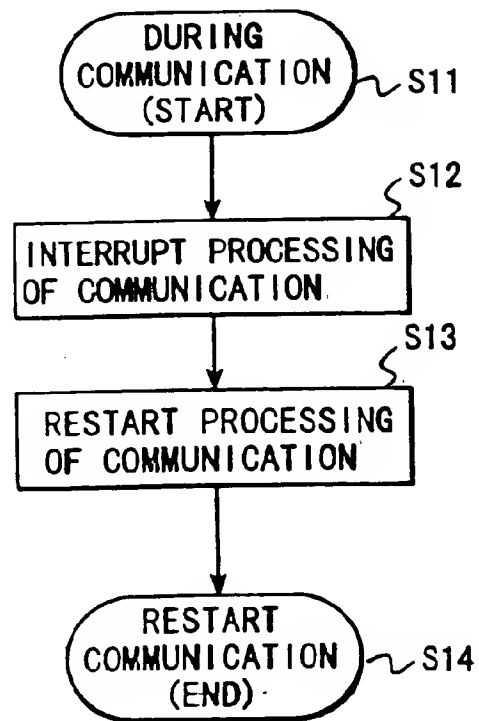 DURING
COMMUNICATION
(START)
S11
S12
INTERRUPT PROCESSING
OF COMMUNICATION
S13
RESTART PROCESSING
OF COMMUNICATION
RESTART
COMMUNICATION
(END)
S14